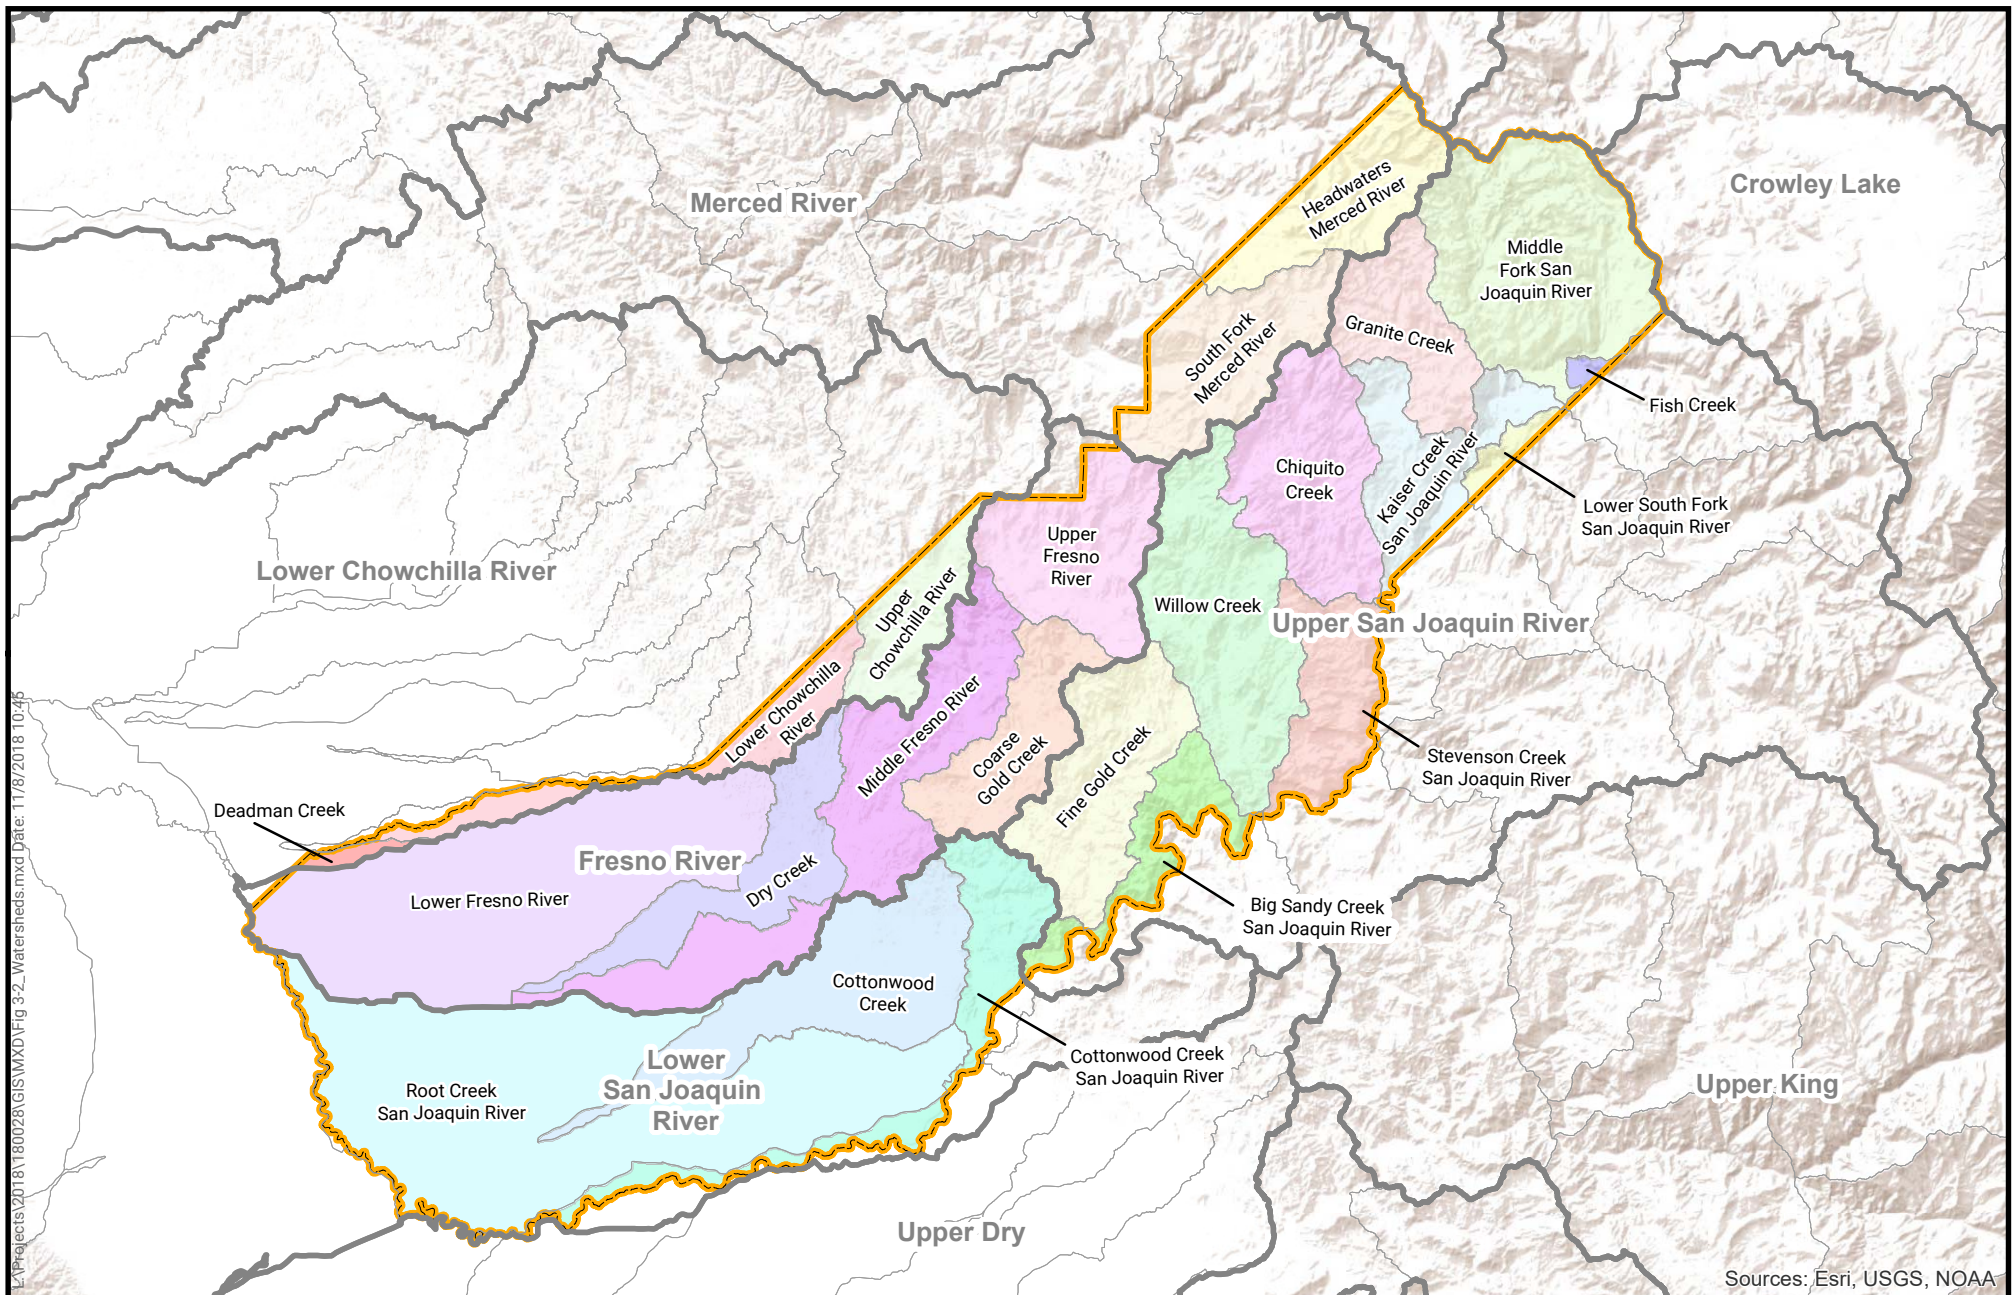 Merced River
Crowley Lake
Headwaters
Merced River
Middle
Fork San
Joaquin River
South Fork
Merced River
Granite Creek
Fish Creek
Chiquito
Creek
Kaiser Creek
San Joaquin River
Lower South Fork
San Joaquin River
Upper
Fresno
River
Lower Chowchilla River
Upper
Chowchilla River
Willow Creek
Upper San Joaquin River
Lower Chowchilla
River
Middle Fresno River
Coarse
Gold Creek
Fine Gold Creek
Stevenson Creek
San Joaquin River
Deadman Creek
Fresno River
Dry Creek
Lower Fresno River
Big Sandy Creek
San Joaquin River
Cottonwood
Creek
Cottonwood Creek
San Joaquin River
Lower
San Joaquin
River
Root Creek
San Joaquin River
Upper King
Upper Dry
L:\Projects\2018\180028\GIS\MXD\Fig 3-2_Watersheds.mxd Date: 11/8/2018 10:45
Sources: Esri, USGS, NOAA